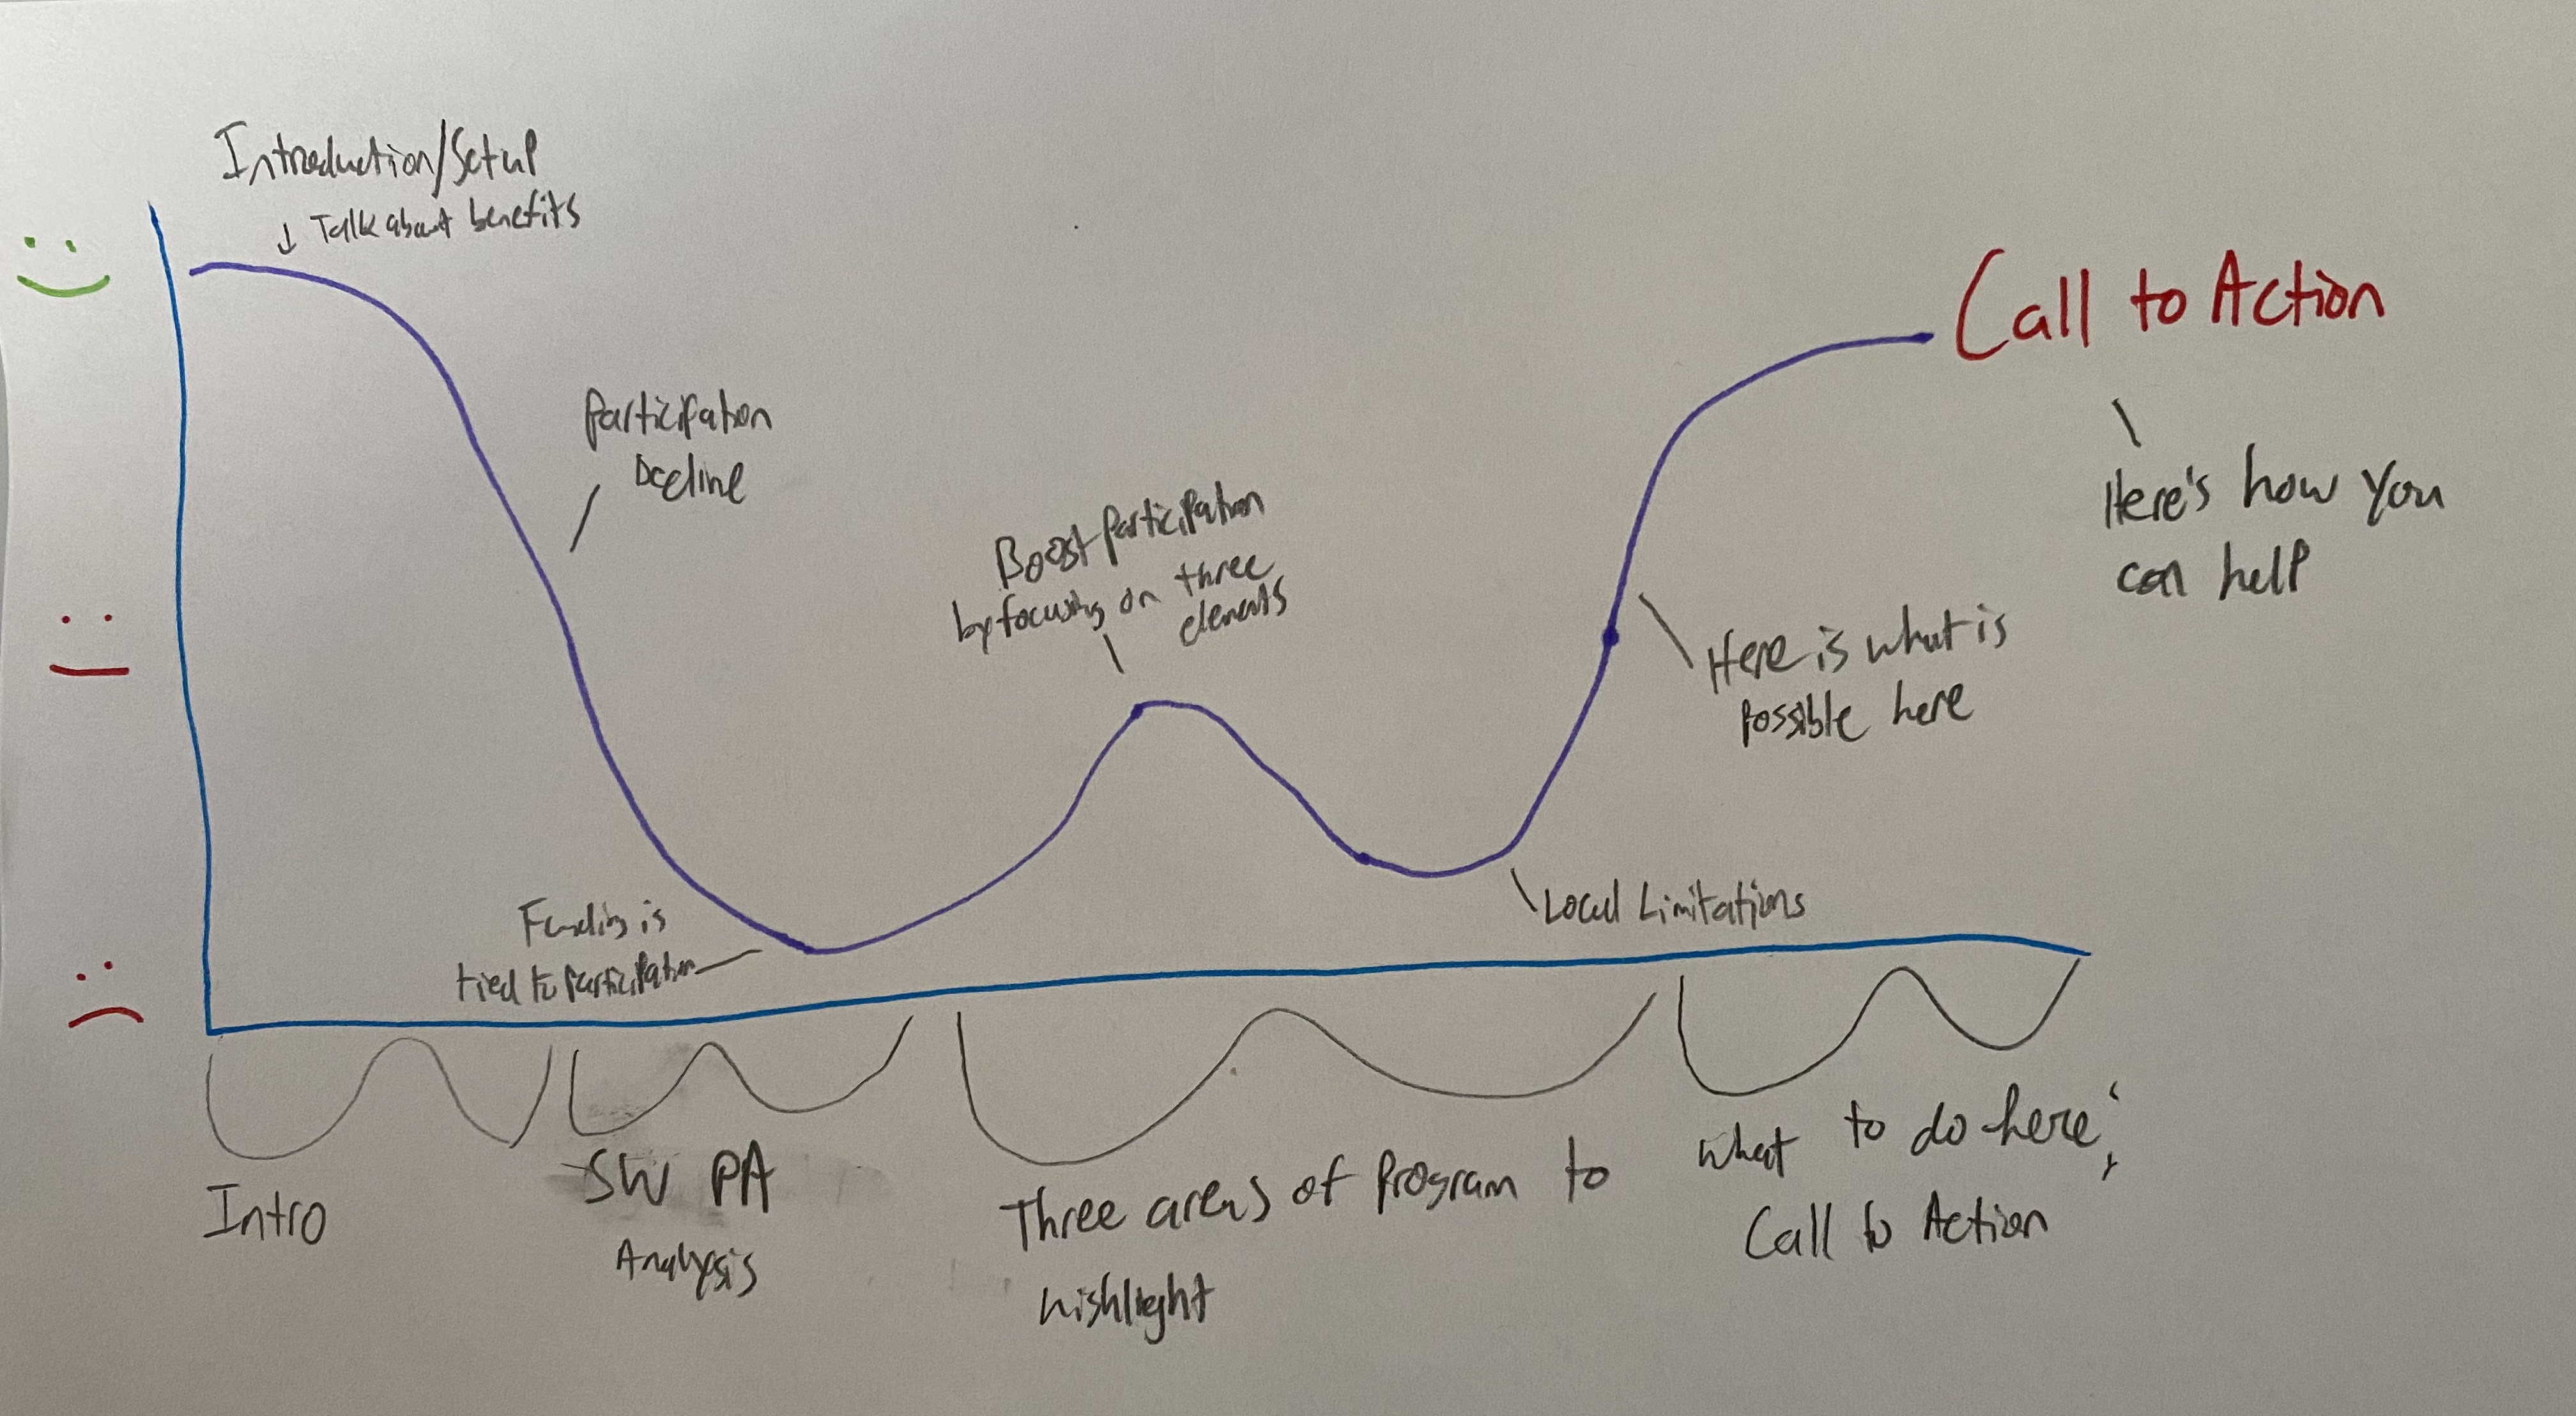 Introduction/Setup
↓ Talk about benefits
Participation
Decline
Boost participation
by focusing on three
elements
Funding is
tied to participation
Local Limitations
Here is what is
possible here
Call to Action
Here's how you
can help
Intro
SW PA
Analysis
Three areas of program to
highlight
what to do here;
Call to Action